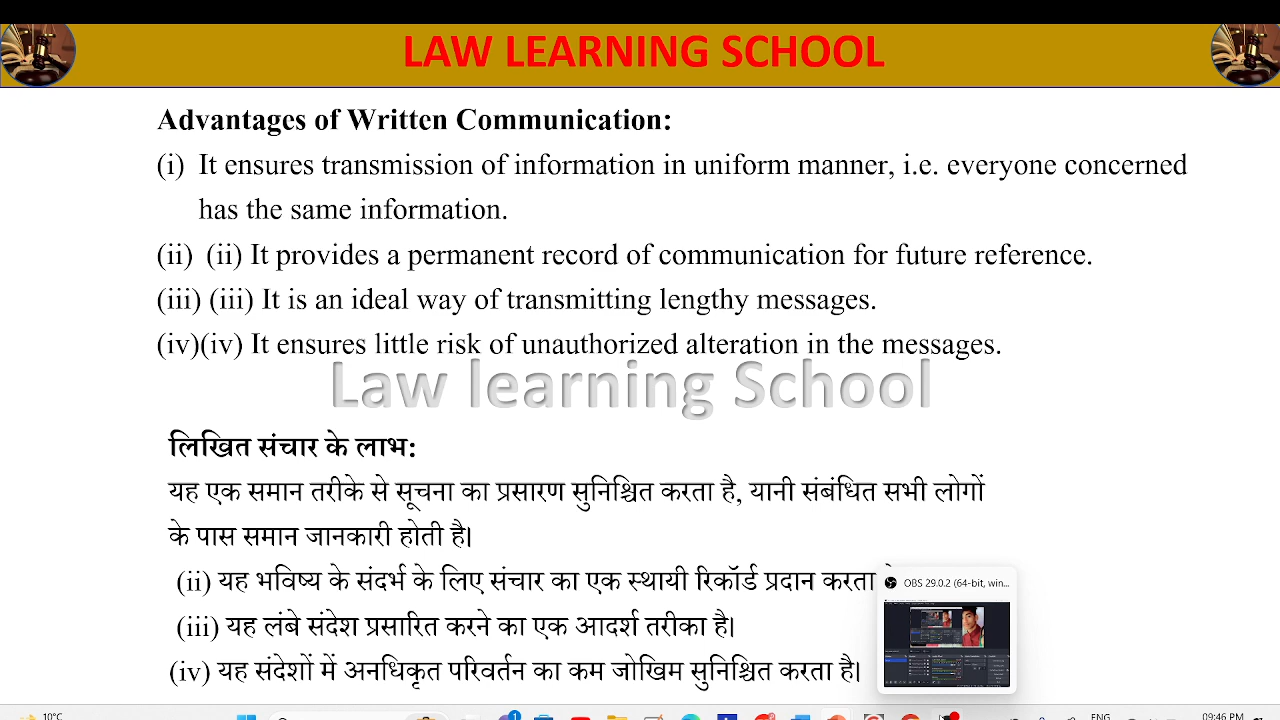 LAW LEARNING SCHOOL
Advantages of Written Communication:
(i) It ensures transmission of information in uniform manner, i.e. everyone concerned
has the same information.
(ii) (ii) It provides a permanent record of communication for future reference.
(iii) (iii) It is an ideal way of transmitting lengthy messages.
(iv)(iv) It ensures little risk of unauthorized alteration in the messages.
Law learning School
लिखित संचार के लाभ:
यह एक समान तरीके से सूचना का प्रसारण सुनिश्चित करता है, यानी संबंधित सभी लोगों
के पास समान जानकारी होती है।
(ii) यह भविष्य के संदर्भ के लिए संचार का एक स्थायी रिकॉर्ड प्रदान करता
OBS 29.0.2 (64-bit, win...
(iii) यह लंबे संदेश प्रसारित करने का एक आदर्श तरीका है।
(iv) यह संदेशों में अनधिकृत परिवर्तन का कम जोखिम सुनिश्चित करता है।
10°C
ENG